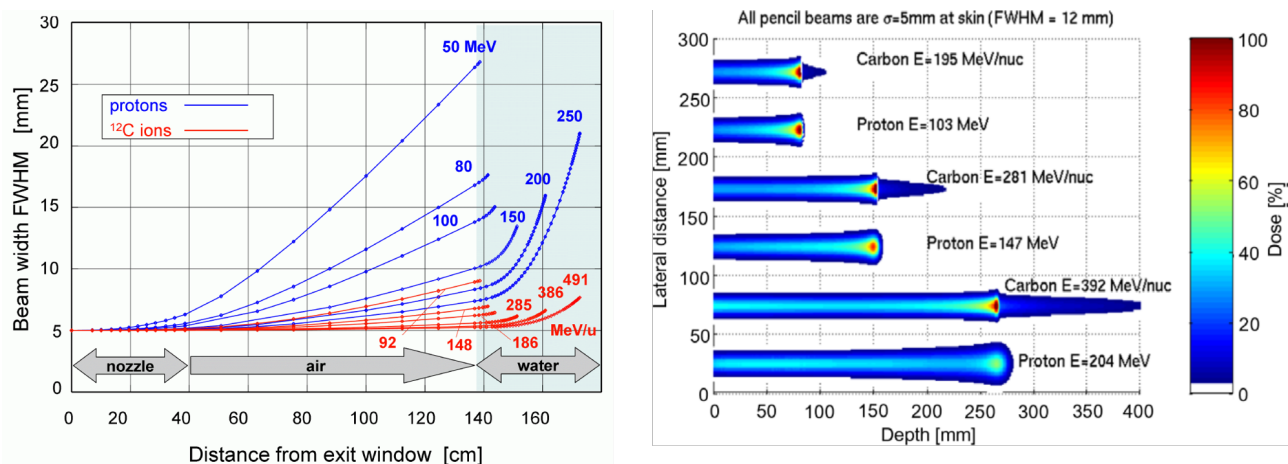 30
25
20
15
10
5
0
Beam width FWHM [mm]
protons
¹²C ions
50 MeV
80
100
150
200
250
92
148
186
285
386
491
MeV/u
nozzle
air
water
0
20
40
60
80
100
120
140
160
Distance from exit window [cm]
All pencil beams are σ=5mm at skin (FWHM = 12 mm)
300
250
200
150
100
50
0
Lateral distance [mm]
Carbon E=195 MeV/nuc
Proton E=103 MeV
Carbon E=281 MeV/nuc
Proton E=147 MeV
Carbon E=392 MeV/nuc
Proton E=204 MeV
0
50
100
150
200
250
300
350
400
Depth [mm]
100
80
60
40
20
0
Dose [%]